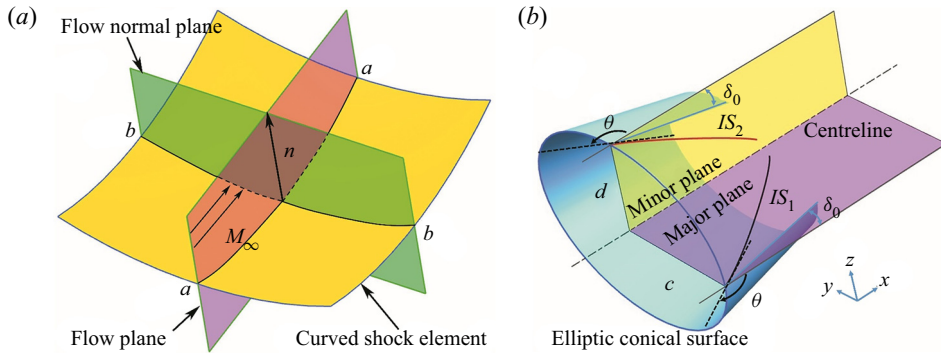 (a)
Flow normal plane
a
b
n
M∞
b
a
Flow plane
Curved shock element
(b)
δ0
θ
IS2
Centreline
d
Minor plane
Major plane
IS1
δ0
c
θ
z
y
x
Elliptic conical surface